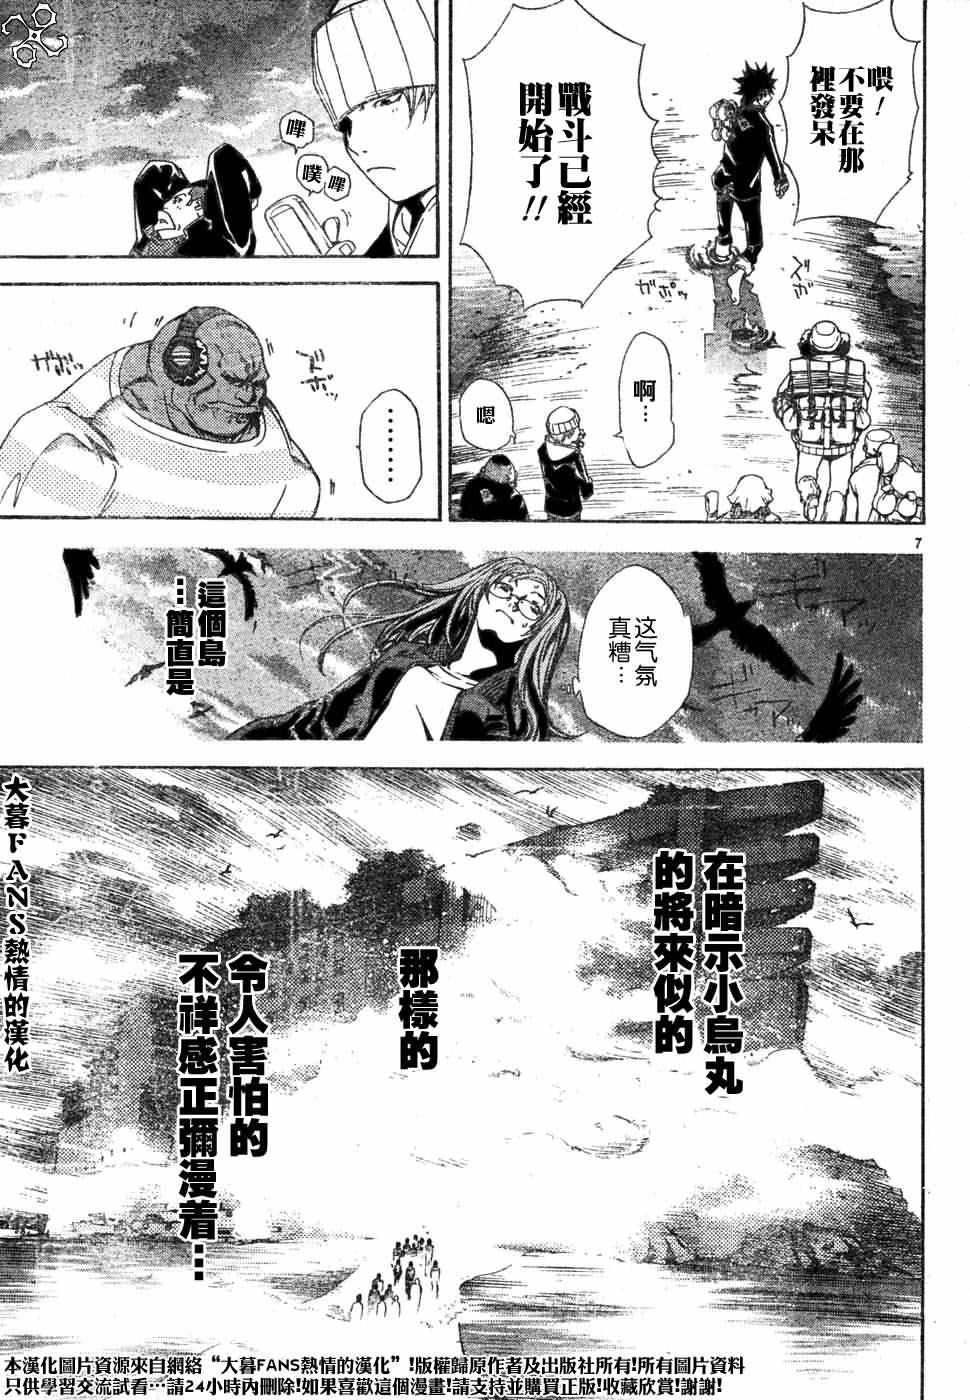 喂！
不要在那
裡發呆
戰斗已經
開始了!!
ガポッ
ズッ
啊…
嗯
嗶
噗嗶
………
7
这气氛
真糟…
這個島
…簡直是
在暗示小烏丸
的將來似的
那樣的
令人害怕的
不祥感正彌漫着…
大暮FANS熱情的漢化
本漢化圖片資源來自網絡“大暮FANS熱情的漢化”!版權歸原作者及出版社所有!所有圖片資料
只供學習交流試看…請24小時內刪除!如果喜歡這個漫畫!請支持並購買正版!收藏欣賞!謝謝!